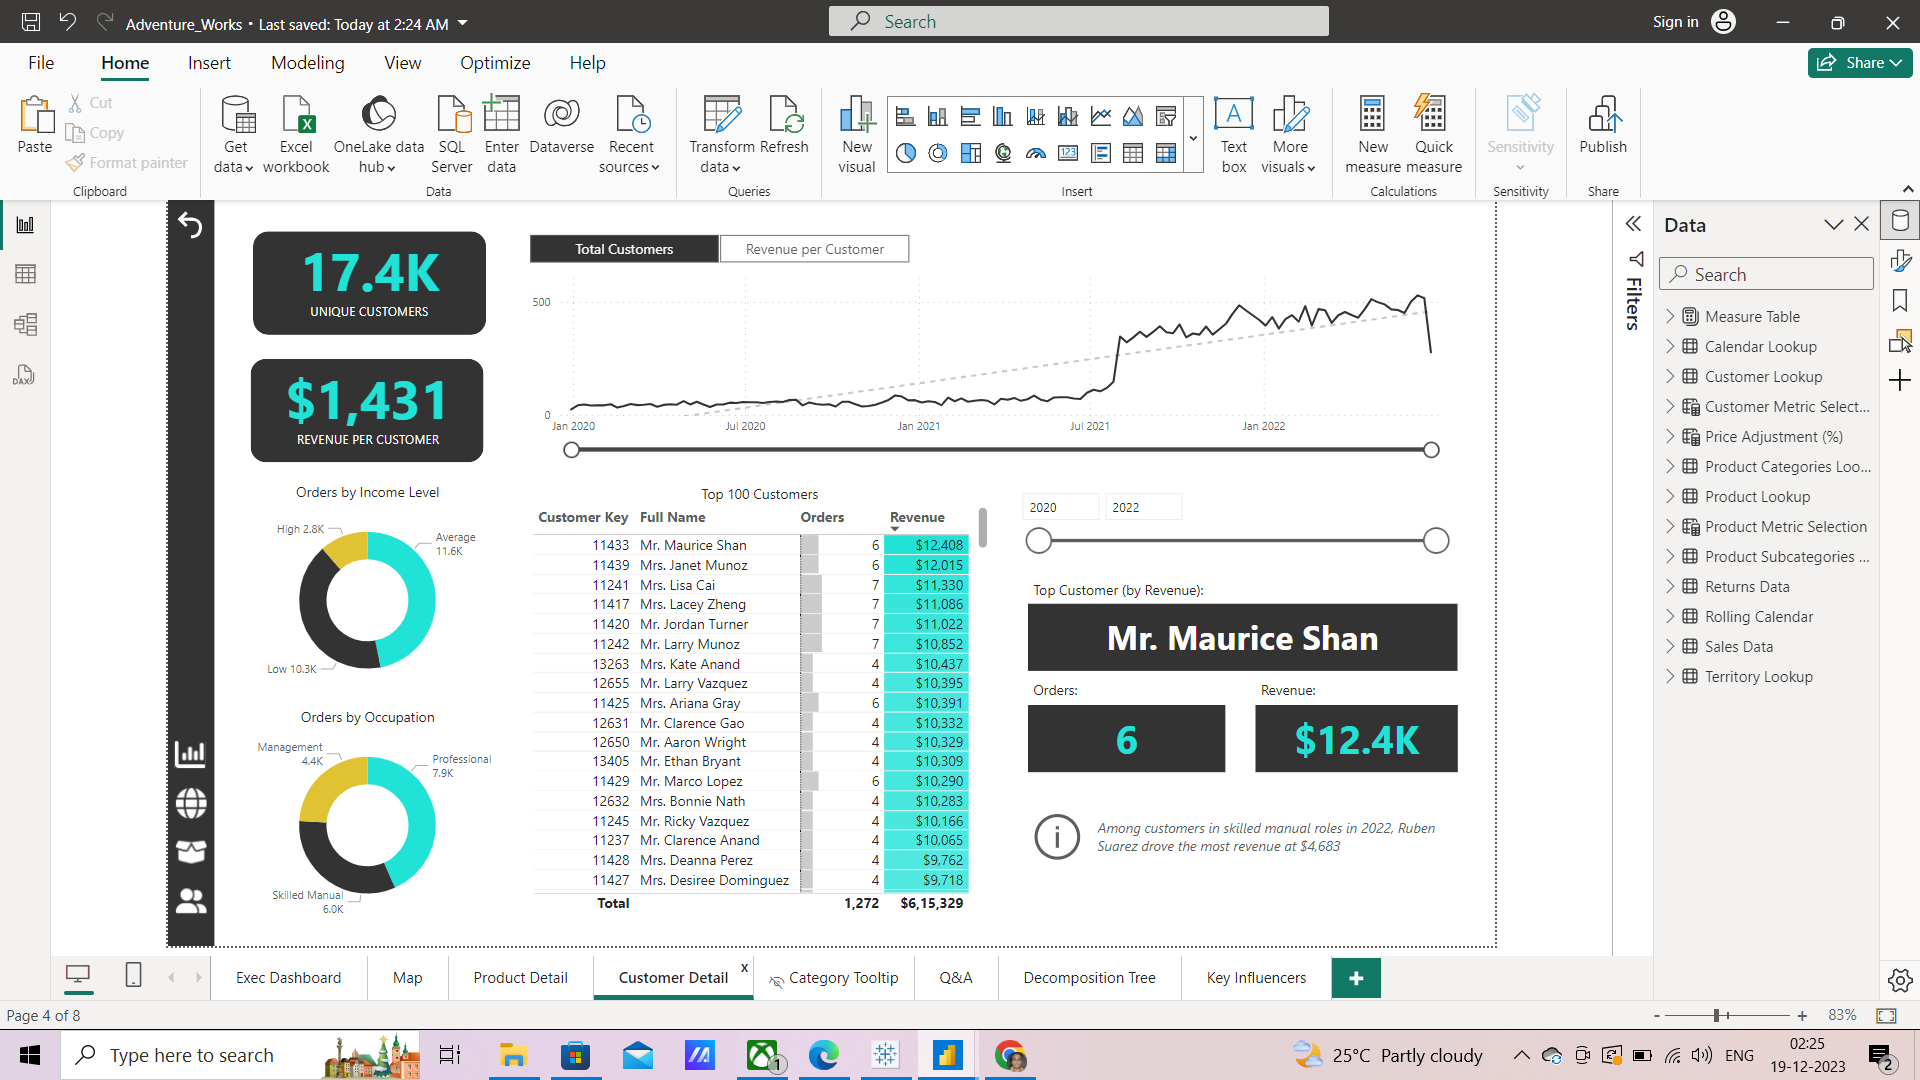 Adventure_Works • Last saved: Today at 2:24 AM
Search
Sign in
File
Home
Insert
Modeling
View
Optimize
Help
Share
Paste
Cut
Copy
Format painter
Clipboard
Get data
Excel workbook
OneLake data hub
SQL Server
Enter data
Dataverse
Recent sources
Data
Transform data
Refresh
Queries
New visual
Text box
More visuals
Insert
New measure
Quick measure
Calculations
Sensitivity
Sensitivity
Publish
Share
17.4K
UNIQUE CUSTOMERS
$1,431
REVENUE PER CUSTOMER
Total Customers
Revenue per Customer
500
0
Jan 2020
Jul 2020
Jan 2021
Jul 2021
Jan 2022
Orders by Income Level
High 2.8K
Average
11.6K
Low 10.3K
Orders by Occupation
Management
4.4K
Professional
7.9K
Skilled Manual
6.0K
Top 100 Customers
Customer Key Full Name Orders Revenue
11433 Mr. Maurice Shan 6 $12,408
11439 Mrs. Janet Munoz 6 $12,015
11241 Mrs. Lisa Cai 7 $11,330
11417 Mrs. Lacey Zheng 7 $11,086
11420 Mr. Jordan Turner 7 $11,022
11242 Mr. Larry Munoz 7 $10,852
13263 Mrs. Kate Anand 4 $10,437
12655 Mr. Larry Vazquez 4 $10,395
11425 Mrs. Ariana Gray 6 $10,391
12631 Mr. Clarence Gao 4 $10,332
12650 Mr. Aaron Wright 4 $10,329
13405 Mr. Ethan Bryant 4 $10,309
11429 Mr. Marco Lopez 6 $10,290
12632 Mrs. Bonnie Nath 4 $10,283
11245 Mr. Ricky Vazquez 4 $10,166
11237 Mr. Clarence Anand 4 $10,065
11428 Mrs. Deanna Perez 4 $9,762
11427 Mrs. Desiree Dominguez 4 $9,718
Total 1,272 $6,15,329
2020
2022
Top Customer (by Revenue):
Mr. Maurice Shan
Orders:
Revenue:
6
$12.4K
Among customers in skilled manual roles in 2022, Ruben
Suarez drove the most revenue at $4,683
Filters
Data
Search
Measure Table
Calendar Lookup
Customer Lookup
Customer Metric Select...
Price Adjustment (%)
Product Categories Loo...
Product Lookup
Product Metric Selection
Product Subcategories ...
Returns Data
Rolling Calendar
Sales Data
Territory Lookup
DAX
123
Exec Dashboard
Map
Product Detail
Customer Detail
x
Category Tooltip
Q&A
Decomposition Tree
Key Influencers
+
Page 4 of 8
- + 83%
Type here to search
1
25°C Partly cloudy
ENG
02:25
19-12-2023
2